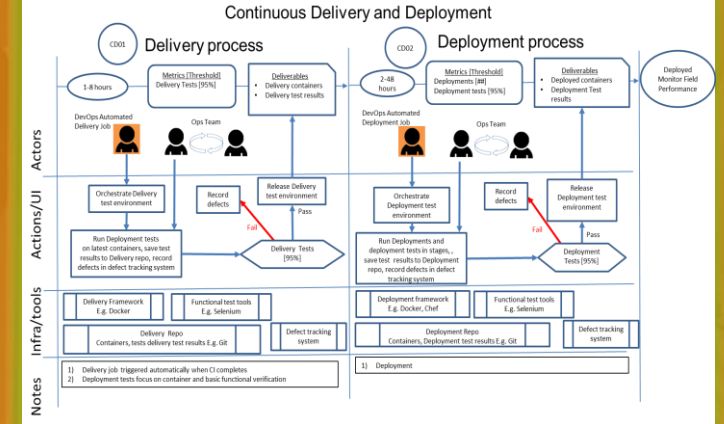 Continuous Delivery and Deployment
CD01
Delivery process
1-8 hours
Metrics [Threshold]
Delivery Tests [95%]
Deliverables
• Delivery containers
• Delivery test results
DevOps Automated
Delivery Job
Ops Team
CD02
Deployment process
2-48
hours
Metrics [Threshold]
Deployments [##]
Deployment tests [95%]
Deliverables
• Deployed containers
• Deployment Test
results
Deployed
Monitor Field
Performance
DevOps Automated
Deployment Job
Ops Team
Actors
Actions/UI
Orchestrate Delivery
test environment
Record
defects
Release Delivery
test environment
Fail
Pass
Run Deployment tests
on latest containers, save test
results to Delivery repo, record
defects in defect tracking system
Delivery Tests
[95%]
Orchestrate
Deployment test
environment
Record
defects
Release
Deployment test
environment
Fail
Pass
Run Deployments and
deployment tests in stages, ,
save test results to Deployment
repo, record defects in defect
tracking system
Deployment
Tests [95%]
Infra/tools
Delivery Framework
E.g. Docker
Functional test tools
E.g. Selenium
Delivery Repo
Containers, tests delivery test results E.g. Git
Defect tracking
system
Deployment framework
E.g. Docker, Chef
Functional test tools
E.g. Selenium
Deployment Repo
Containers, Deployment test results E.g. Git
Defect tracking
system
Notes
1) Delivery job triggered automatically when CI completes
2) Deployment tests focus on container and basic functional verification
1) Deployment